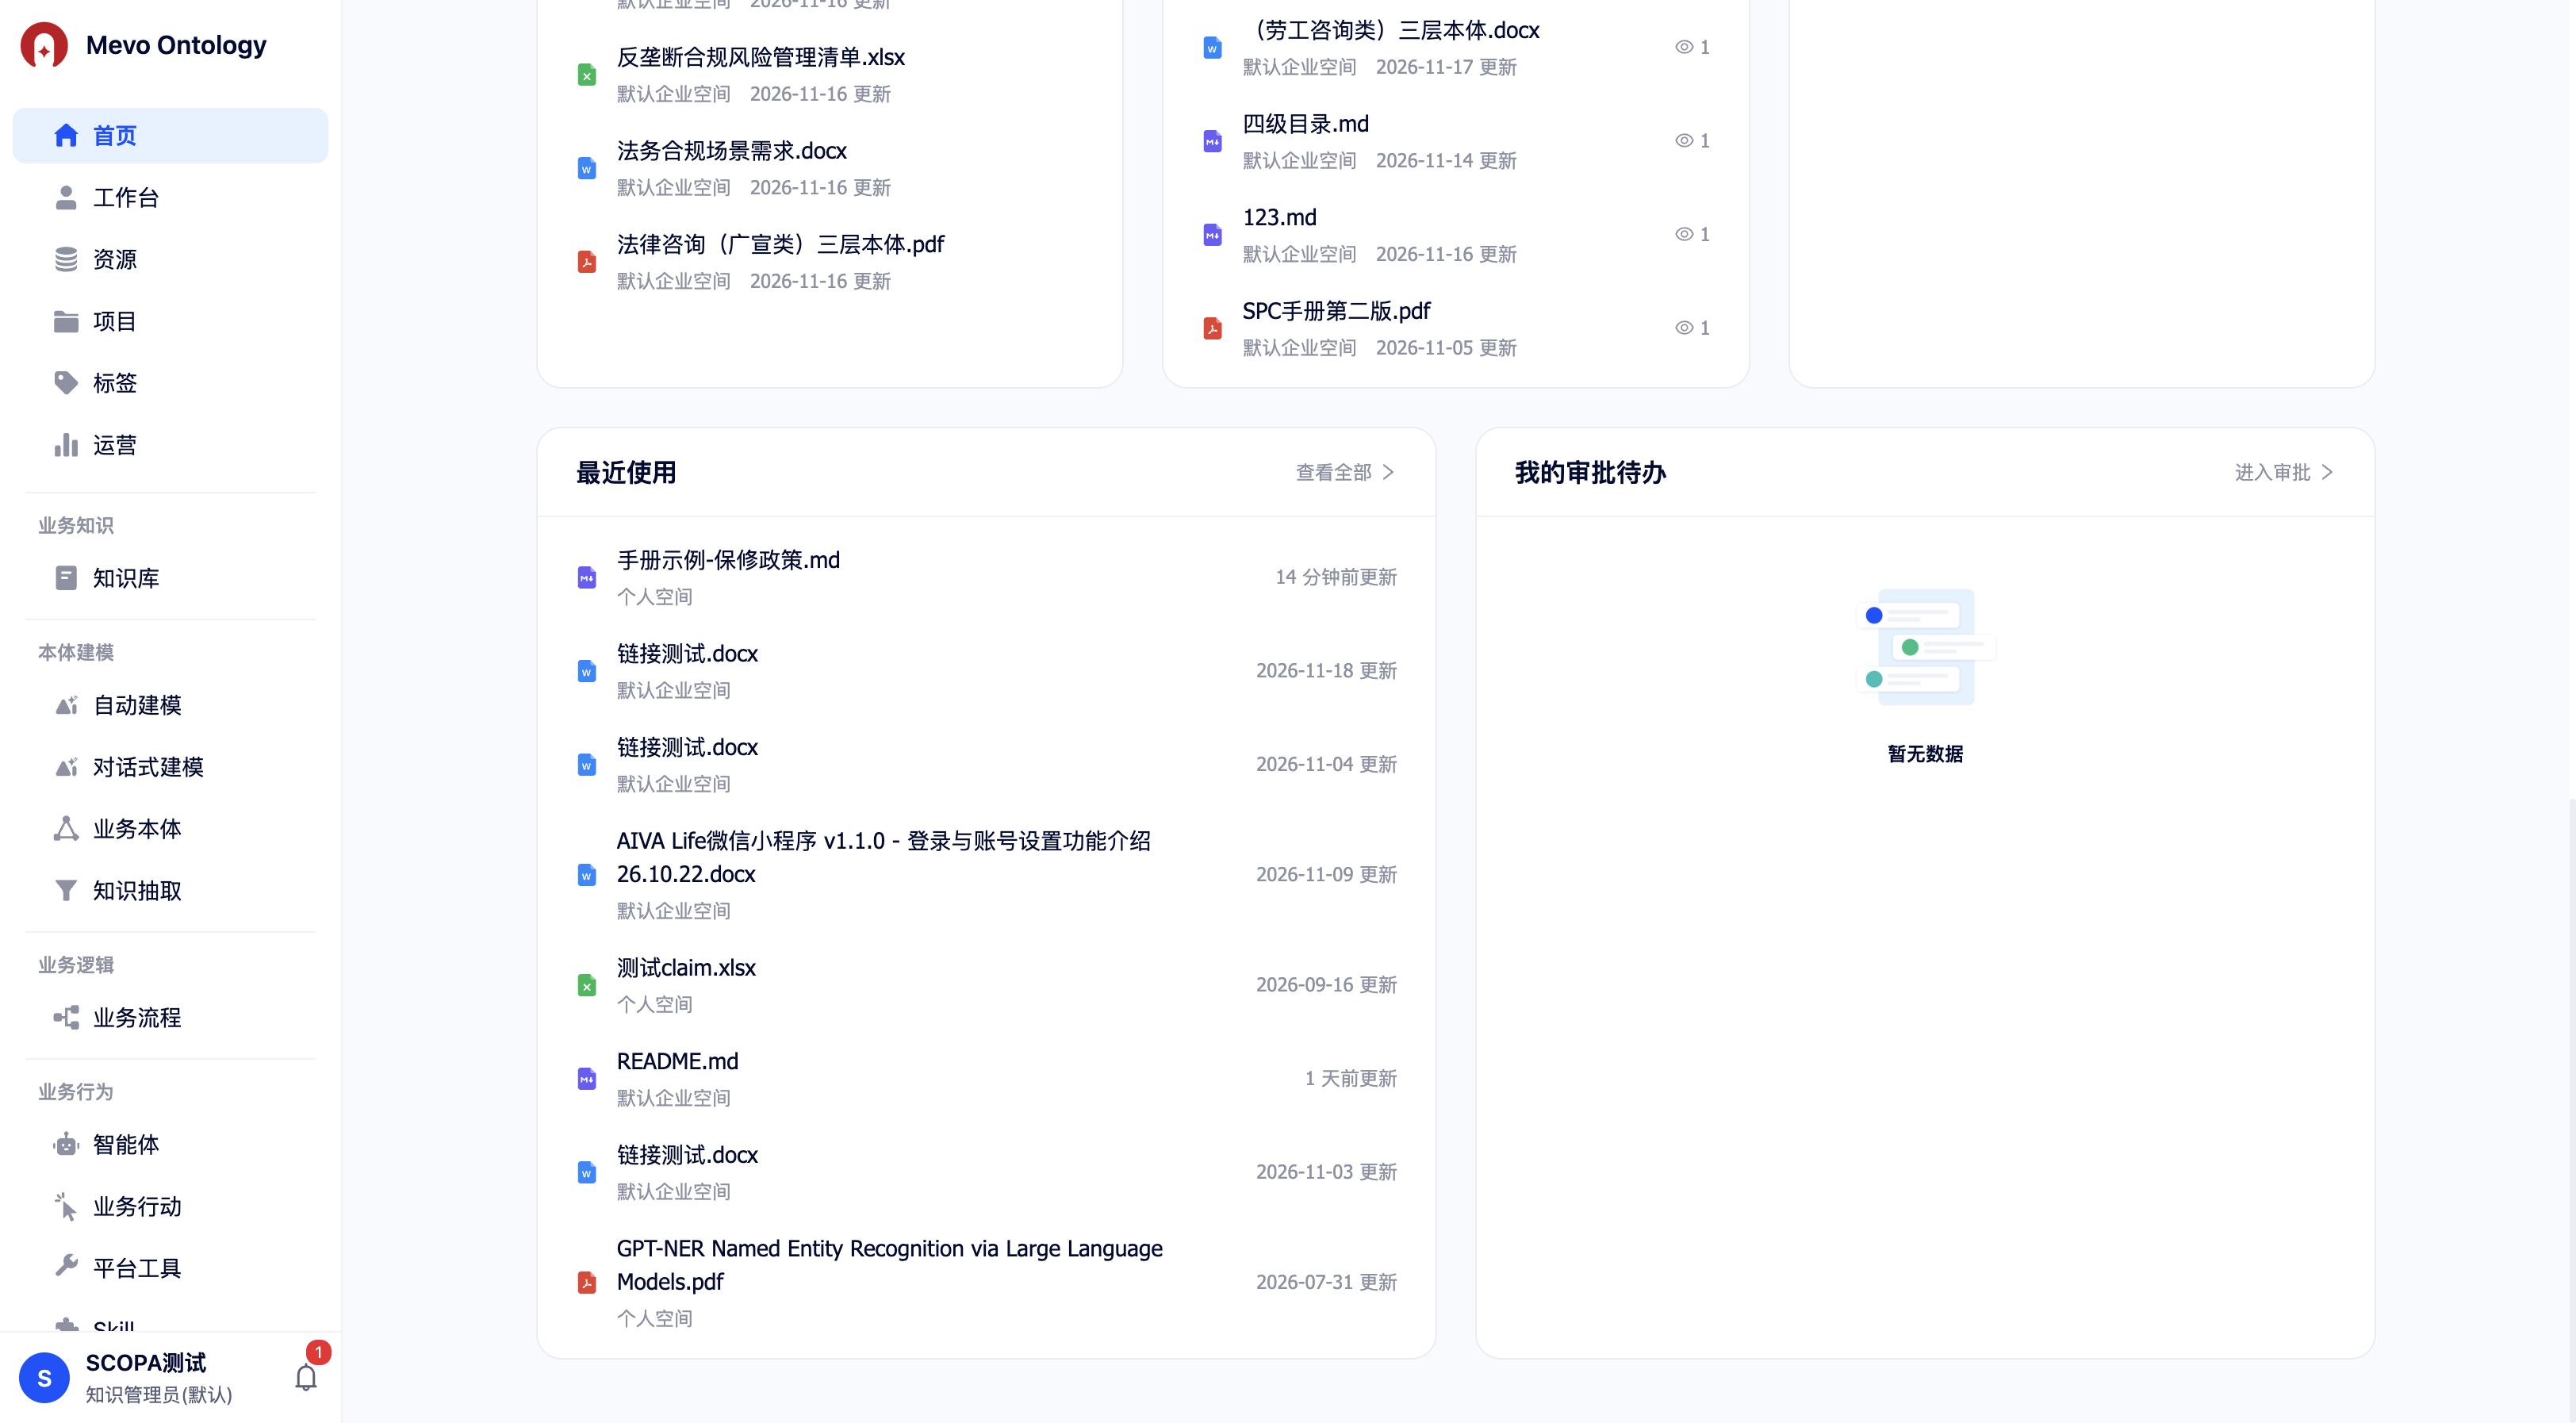 Mevo Ontology
首页
工作台
资源
项目
标签
运营
业务知识
知识库
本体建模
自动建模
对话式建模
业务本体
知识抽取
业务逻辑
业务流程
业务行为
智能体
业务行动
平台工具
Skill
S
SCOPA测试
知识管理员(默认)
1
默认企业空间 2026-11-16 更新
反垄断合规风险管理清单.xlsx
默认企业空间 2026-11-16 更新
法务合规场景需求.docx
默认企业空间 2026-11-16 更新
法律咨询（广宣类）三层本体.pdf
默认企业空间 2026-11-16 更新
（劳工咨询类）三层本体.docx
默认企业空间 2026-11-17 更新
1
四级目录.md
默认企业空间 2026-11-14 更新
1
123.md
默认企业空间 2026-11-16 更新
1
SPC手册第二版.pdf
默认企业空间 2026-11-05 更新
1
最近使用
查看全部
手册示例-保修政策.md
个人空间
14 分钟前更新
链接测试.docx
默认企业空间
2026-11-18 更新
链接测试.docx
默认企业空间
2026-11-04 更新
AIVA Life微信小程序 v1.1.0 - 登录与账号设置功能介绍
26.10.22.docx
默认企业空间
2026-11-09 更新
测试claim.xlsx
个人空间
2026-09-16 更新
README.md
默认企业空间
1 天前更新
链接测试.docx
默认企业空间
2026-11-03 更新
GPT-NER Named Entity Recognition via Large Language
Models.pdf
个人空间
2026-07-31 更新
我的审批待办
进入审批
暂无数据